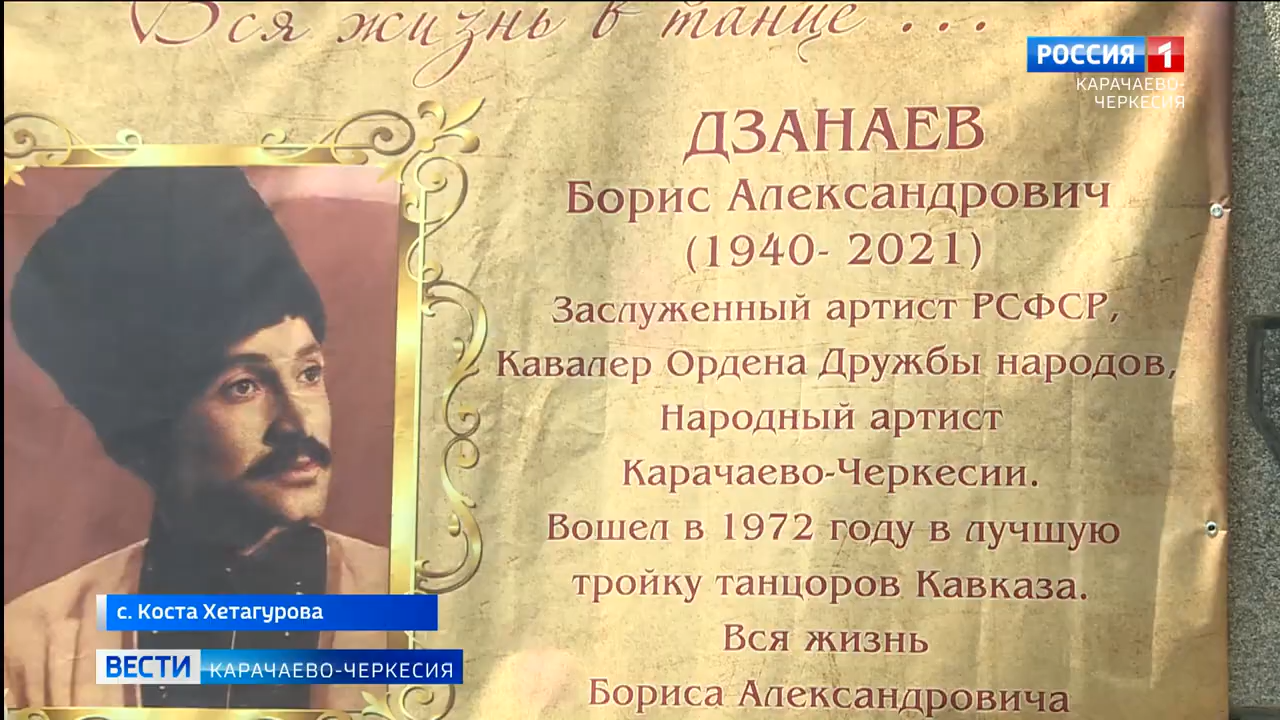 Вся жизнь в танце ...
РОССИЯ 1
КАРАЧАЕВО-
ЧЕРКЕСИЯ
ДЗАНАЕВ
Борис Александрович
(1940- 2021)
Заслуженный артист РСФСР,
Кавалер Ордена Дружбы народов,
Народный артист
Карачаево-Черкесии.
Вошел в 1972 году в лучшую
тройку танцоров Кавказа.
Вся жизнь
Бориса Александровича
с. Коста Хетагурова
ВЕСТИ КАРАЧАЕВО-ЧЕРКЕСИЯ